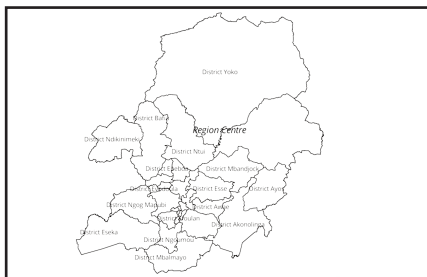 District Yoko
District Bafia
Region Centre
District Ndikinimeki
District Ntui
District Mbandjock
District Esse
District Ayos
District Ngog Mapubi
District Awae
District Akonolinga
District Eseka
District Ngoumou
District Mbalmayo